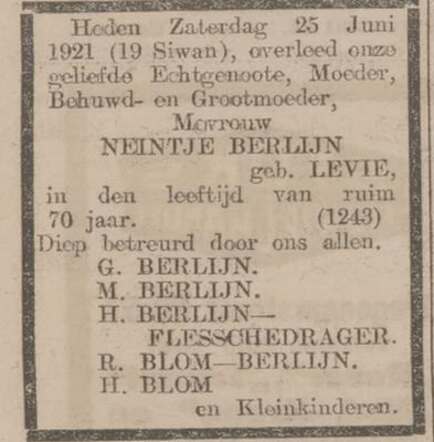 Heden Zaterdag 25 Juni
1921 (19 Siwan), overleed onze
geliefde Echtgenoote, Moeder,
Behuwd- en Grootmoeder,
Mevrouw
NEINTJE BERLIJN
geb. LEVIE,
in den leeftijd van ruim
70 jaar. (1243)
Diep betreurd door ons allen.
G. BERLIJN.
M. BERLIJN.
H. BERLIJN—
FLESSCHEDRAGER.
R. BLOM—BERLIJN.
H. BLOM
en Kleinkinderen.